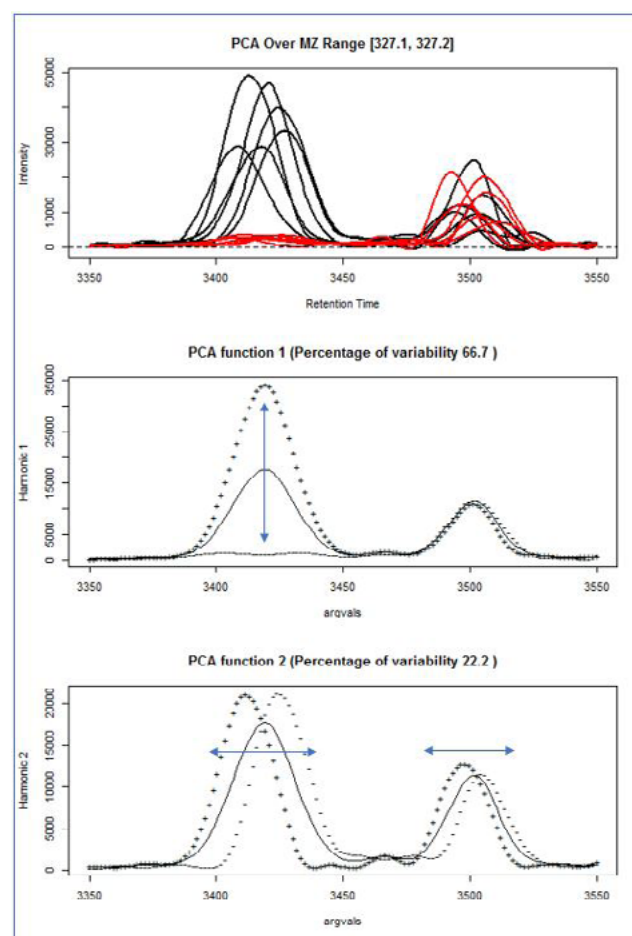 PCA Over MZ Range [327.1, 327.2]
Intensty
0 10000 30000 50000
3350 3400 3450 3500 3550
Retention Time
PCA function 1 (Percentage of variability 66.7 )
Harmonic 1
0 5000 15000 25000 35000
3350 3400 3450 3500 3550
argvals
PCA function 2 (Percentage of variability 22.2 )
Harmonic 2
0 5000 10000 15000 20000
3350 3400 3450 3500 3550
argvals